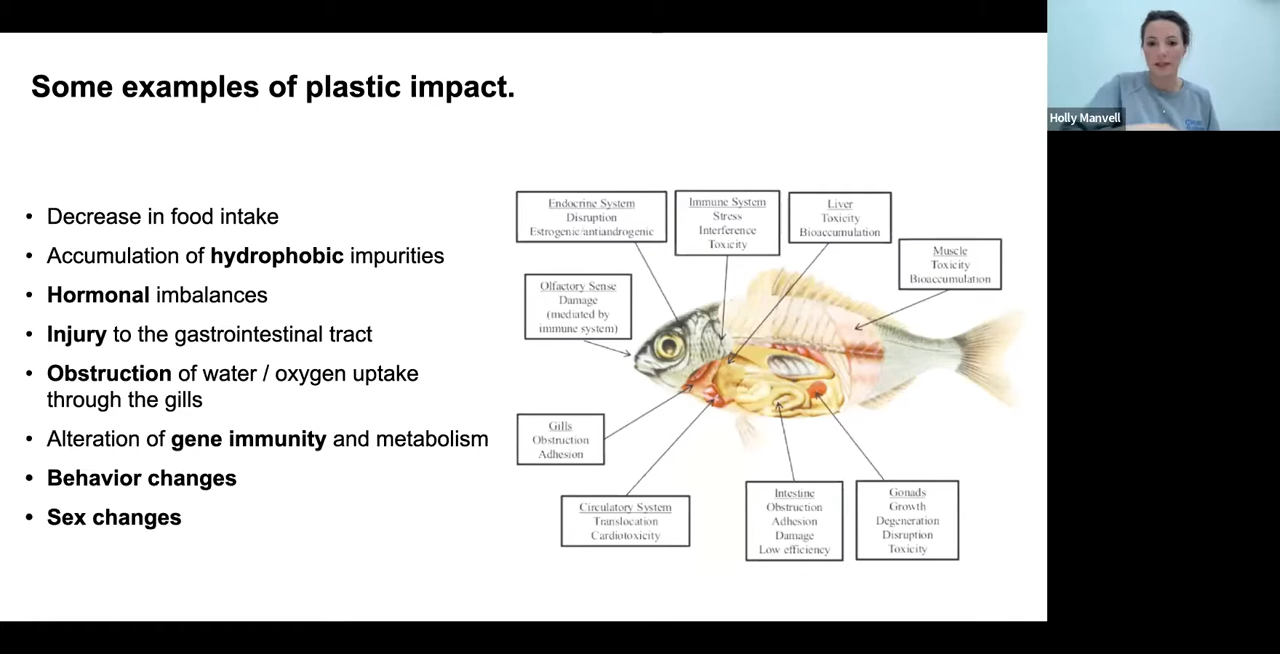 Some examples of plastic impact.
Holly Manvell
• Decrease in food intake
• Accumulation of hydrophobic impurities
• Hormonal imbalances
• Injury to the gastrointestinal tract
• Obstruction of water / oxygen uptake
through the gills
• Alteration of gene immunity and metabolism
• Behavior changes
• Sex changes
Endocrine System
Disruption
Estrogenic/antiandrogenic
Immune System
Stress
Interference
Toxicity
Liver
Toxicity
Bioaccumulation
Muscle
Toxicity
Bioaccumulation
Olfactory Sense
Damage
(mediated by
immune system)
Gills
Obstruction
Adhesion
Circulatory System
Translocation
Cardiotoxicity
Intestine
Obstruction
Adhesion
Damage
Low efficiency
Gonads
Growth
Degeneration
Disruption
Toxicity